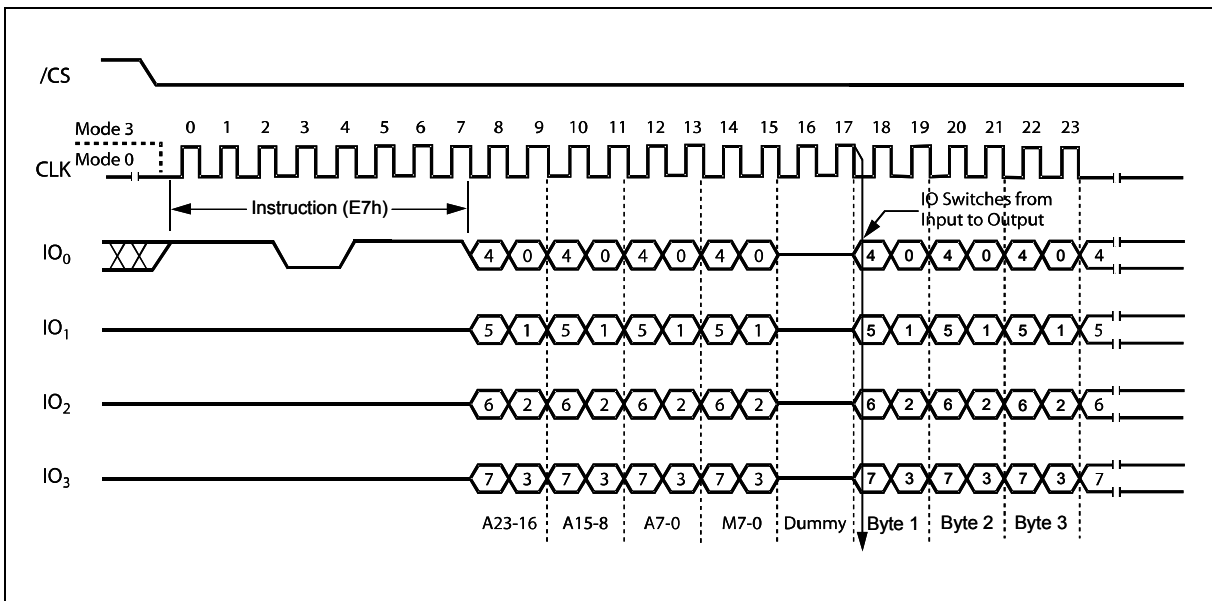 /CS
Mode 3
0 1 2 3 4 5 6 7 8 9 10 11 12 13 14 15 16 17 18 19 20 21 22 23
CLK
Mode 0
Instruction (E7h)
IO Switches from
Input to Output
IO0
4 0 4 0 4 0 4 0 4 0 4 0 4 0 4
IO1
5 1 5 1 5 1 5 1 5 1 5 1 5 1 5
IO2
6 2 6 2 6 2 6 2 6 2 6 2 6 2 6
IO3
7 3 7 3 7 3 7 3 7 3 7 3 7 3 7
A23-16 A15-8 A7-0 M7-0 Dummy Byte 1 Byte 2 Byte 3